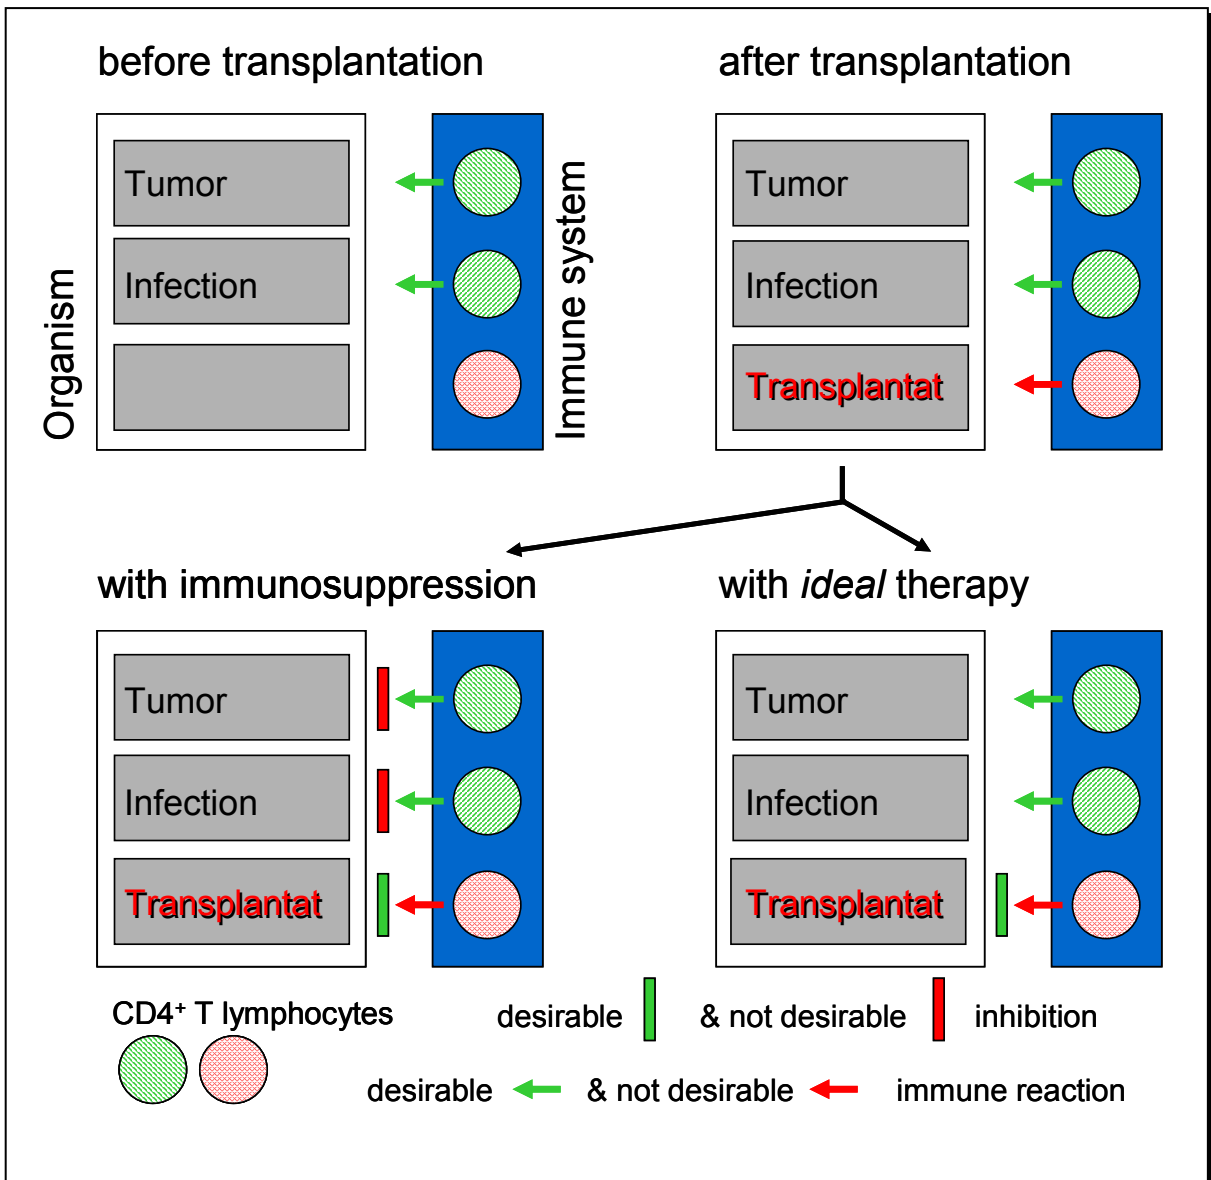 before transplantation
after transplantation
Organism
Tumor
Infection
Immune system
Tumor
Infection
Transplantat
with immunosuppression
with ideal therapy
Tumor
Infection
Transplantat
Tumor
Infection
Transplantat
CD4⁺ T lymphocytes
desirable & not desirable inhibition
desirable & not desirable immune reaction